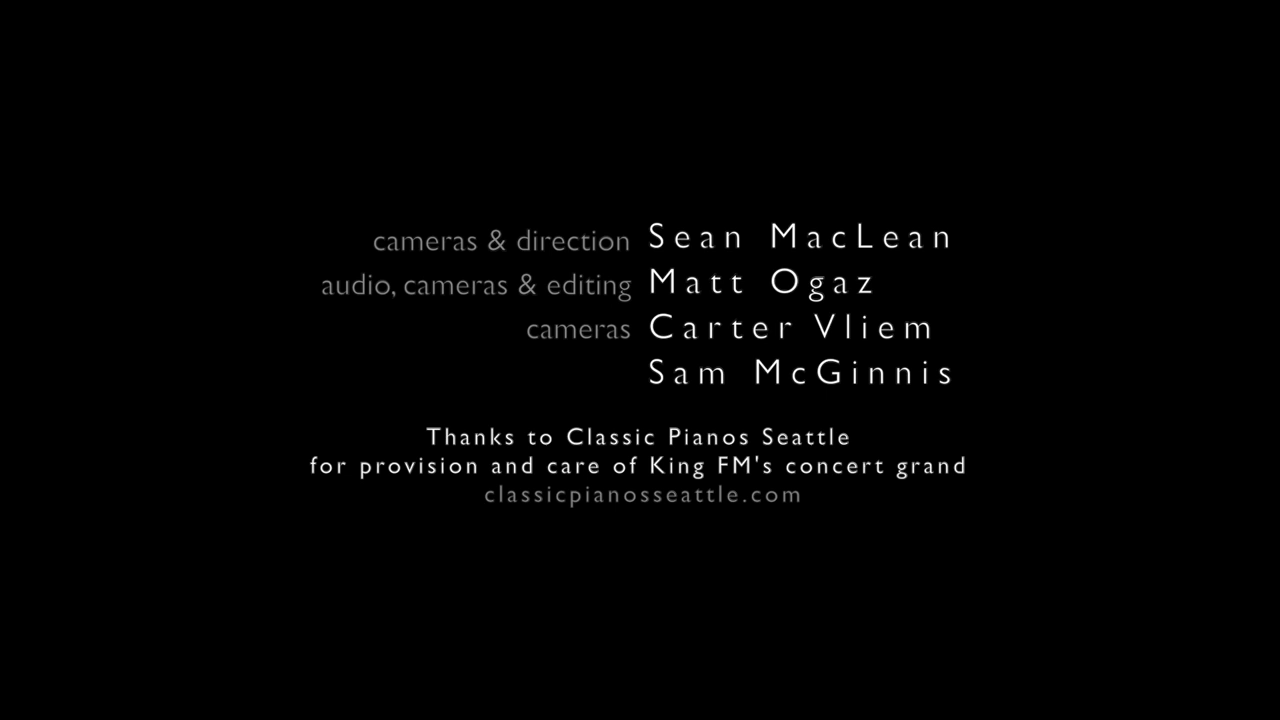 cameras & direction Sean MacLean
audio, cameras & editing Matt Ogaz
cameras Carter Vliem
Sam McGinnis
Thanks to Classic Pianos Seattle
for provision and care of King FM's concert grand
classicpianosseattle.com